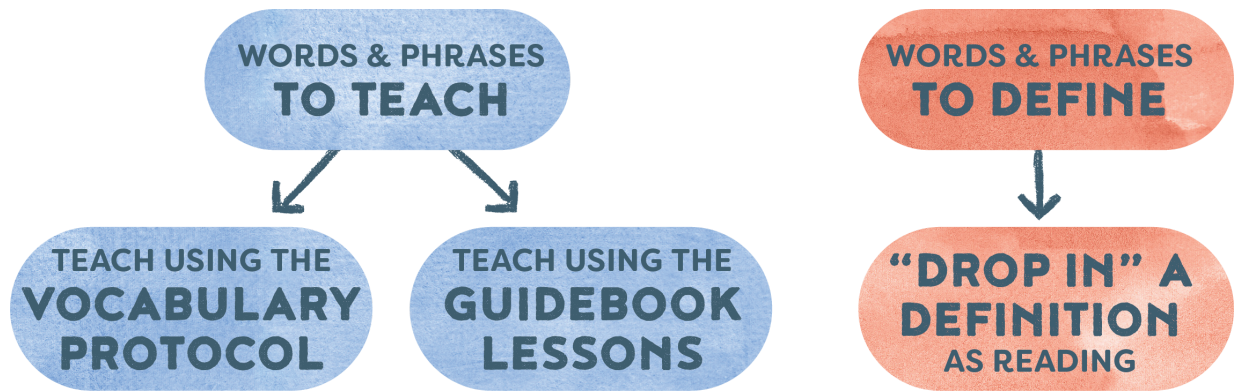 WORDS & PHRASES
TO TEACH
WORDS & PHRASES
TO DEFINE
TEACH USING THE
VOCABULARY
PROTOCOL
TEACH USING THE
GUIDEBOOK
LESSONS
“DROP IN” A
DEFINITION
AS READING